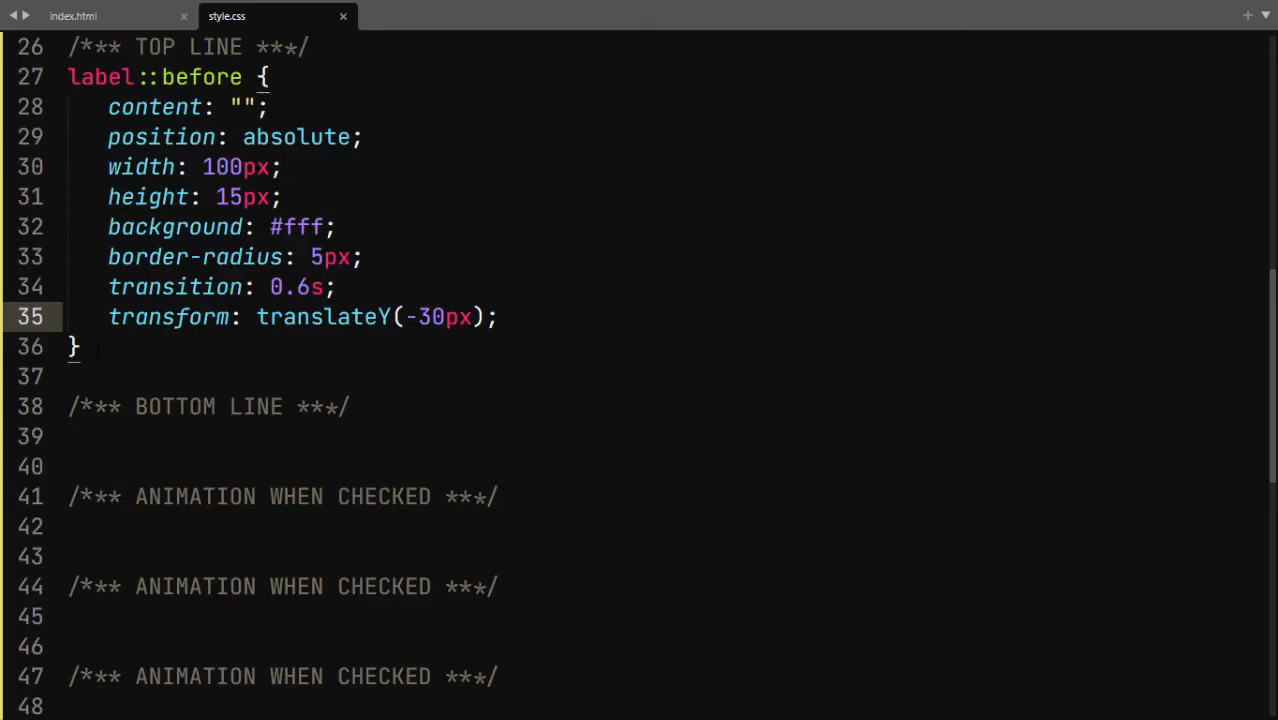 index.html × style.css ×
26 /*** TOP LINE ***/
27 label::before {
28 content: "";
29 position: absolute;
30 width: 100px;
31 height: 15px;
32 background: #fff;
33 border-radius: 5px;
34 transition: 0.6s;
35 transform: translateY(-30px);
36 }
37
38 /*** BOTTOM LINE ***/
39
40
41 /*** ANIMATION WHEN CHECKED ***/
42
43
44 /*** ANIMATION WHEN CHECKED ***/
45
46
47 /*** ANIMATION WHEN CHECKED ***/
48